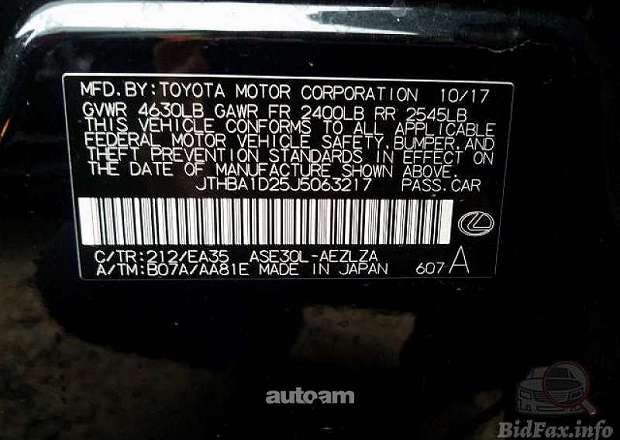 MFD.BY:TOYOTA MOTOR CORPORATION 10/17
GVWR 4630LB GAWR FR 2400LB RR 2545LB
THIS VEHICLE CONFORMS TO ALL APPLICABLE
FEDERAL MOTOR VEHICLE SAFETY,BUMPER,AND
THEFT PREVENTION STANDARDS IN EFFECT ON
THE DATE OF MANUFACTURE SHOWN ABOVE.
JTHBA1D25J5063217 PASS.CAR
C/TR:212/EA35 ASE30L-AEZLZA
A/TM:B07A/AA81E MADE IN JAPAN 607 A
autoam
BidFax.info